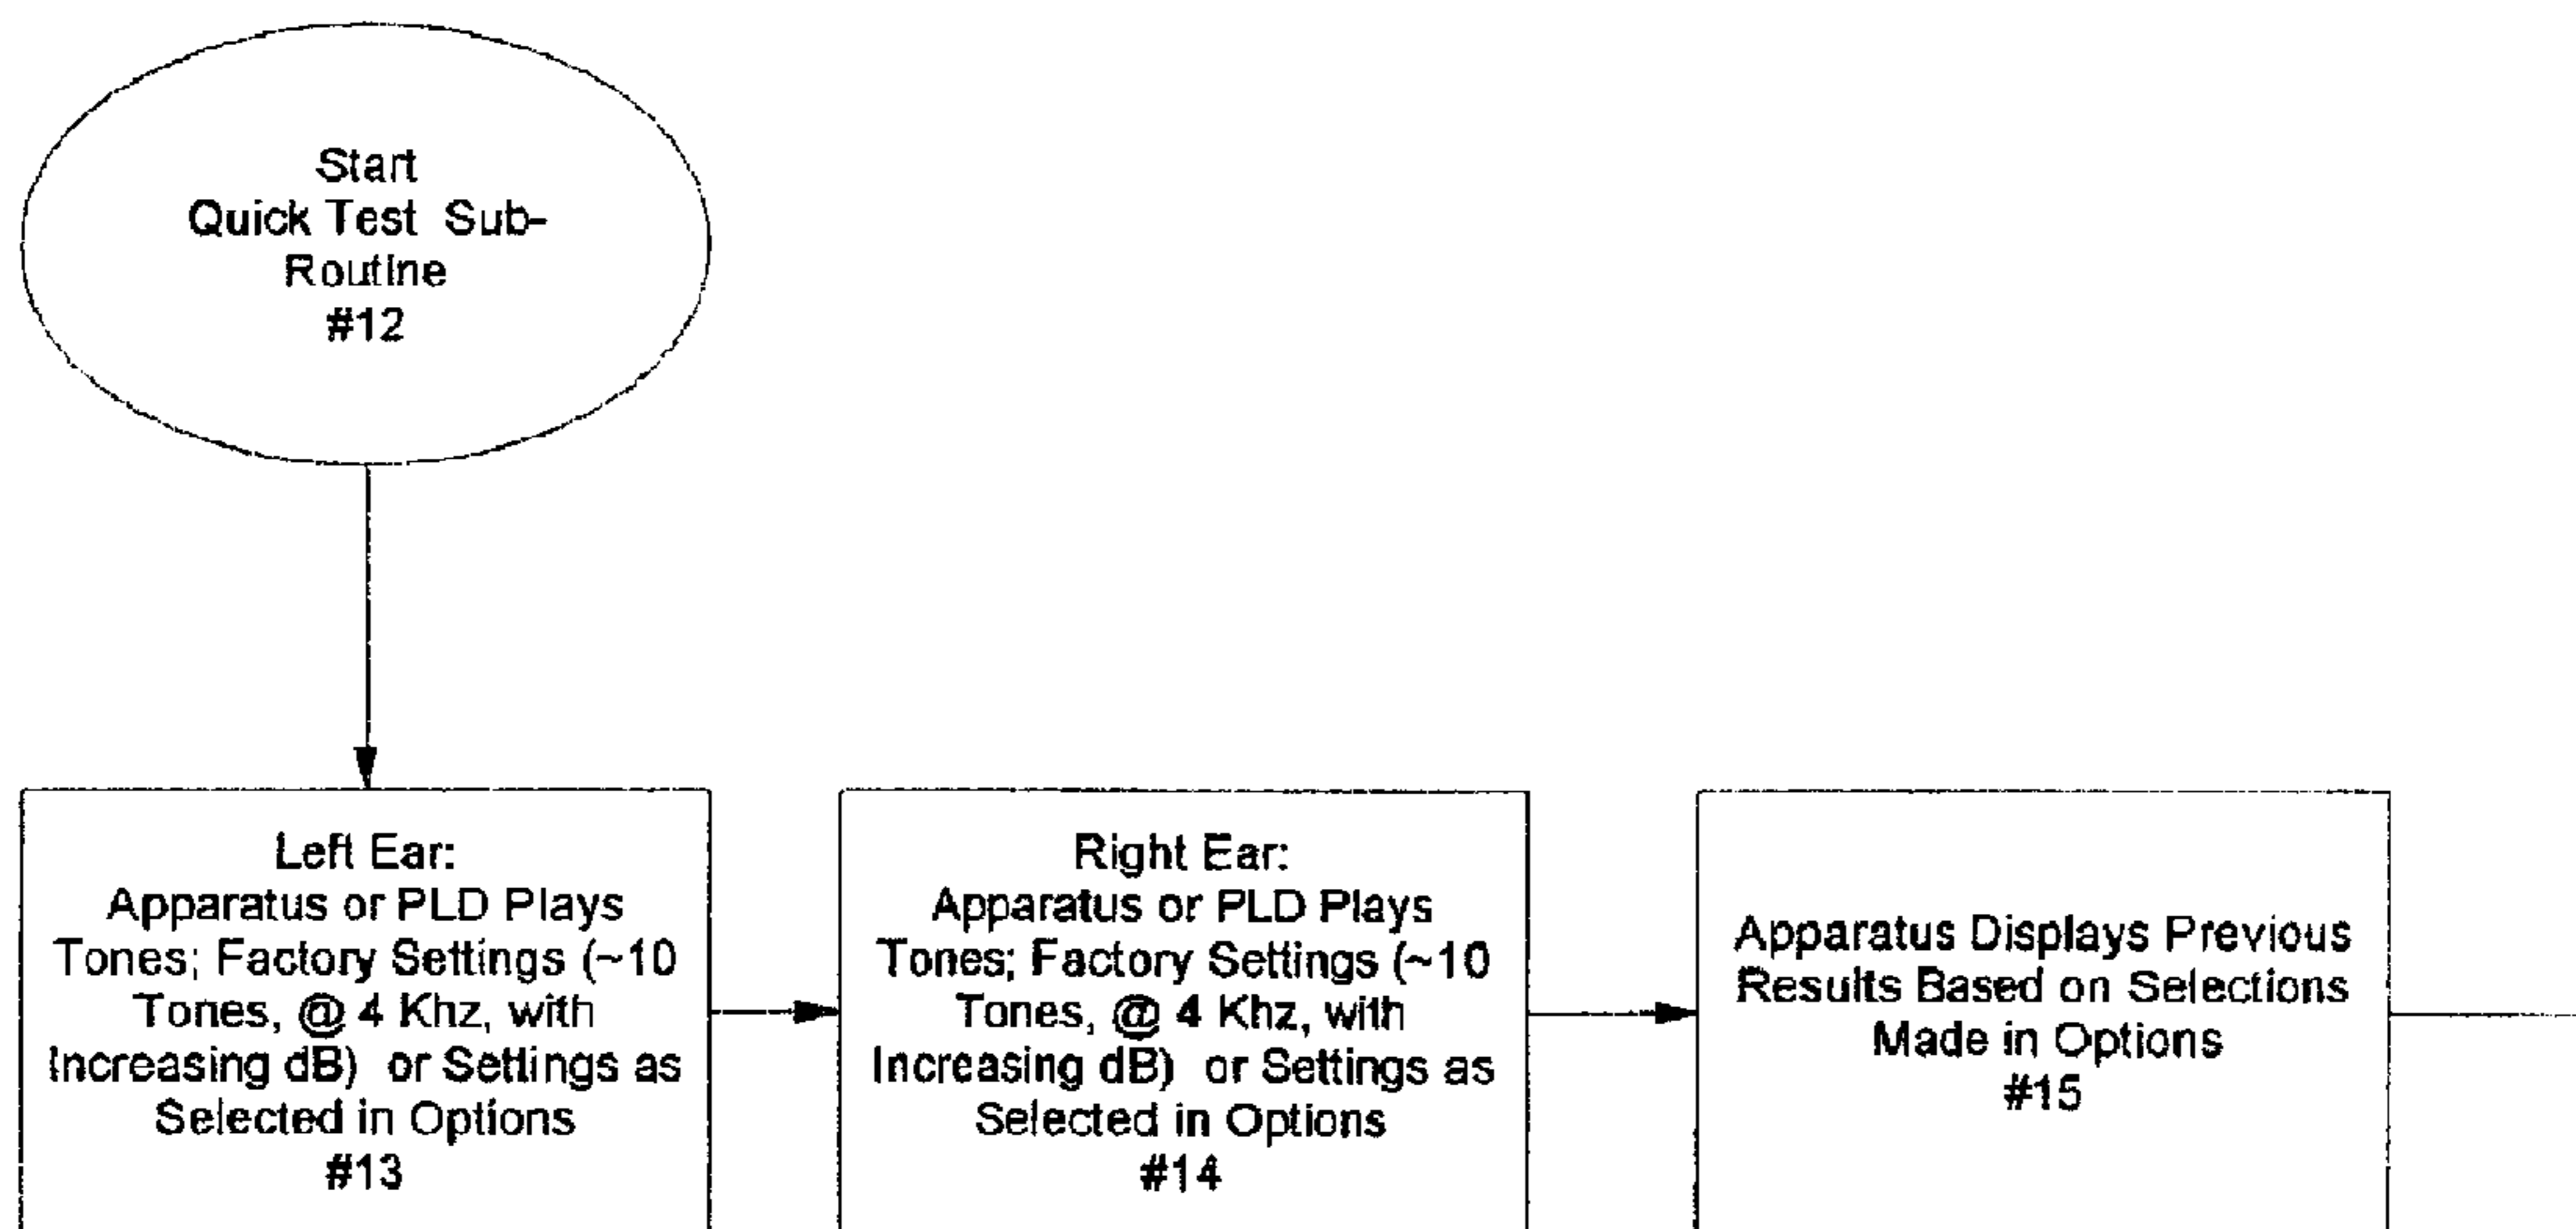 Start
Quick Test Sub-
Routine
#12
Left Ear:
Apparatus or PLD Plays
Tones; Factory Settings (~10
Tones, @ 4 Khz, with
Increasing dB) or Settings as
Selected in Options
#13
Right Ear:
Apparatus or PLD Plays
Tones; Factory Settings (~10
Tones, @ 4 Khz, with
Increasing dB) or Settings as
Selected in Options
#14
Apparatus Displays Previous
Results Based on Selections
Made in Options
#15